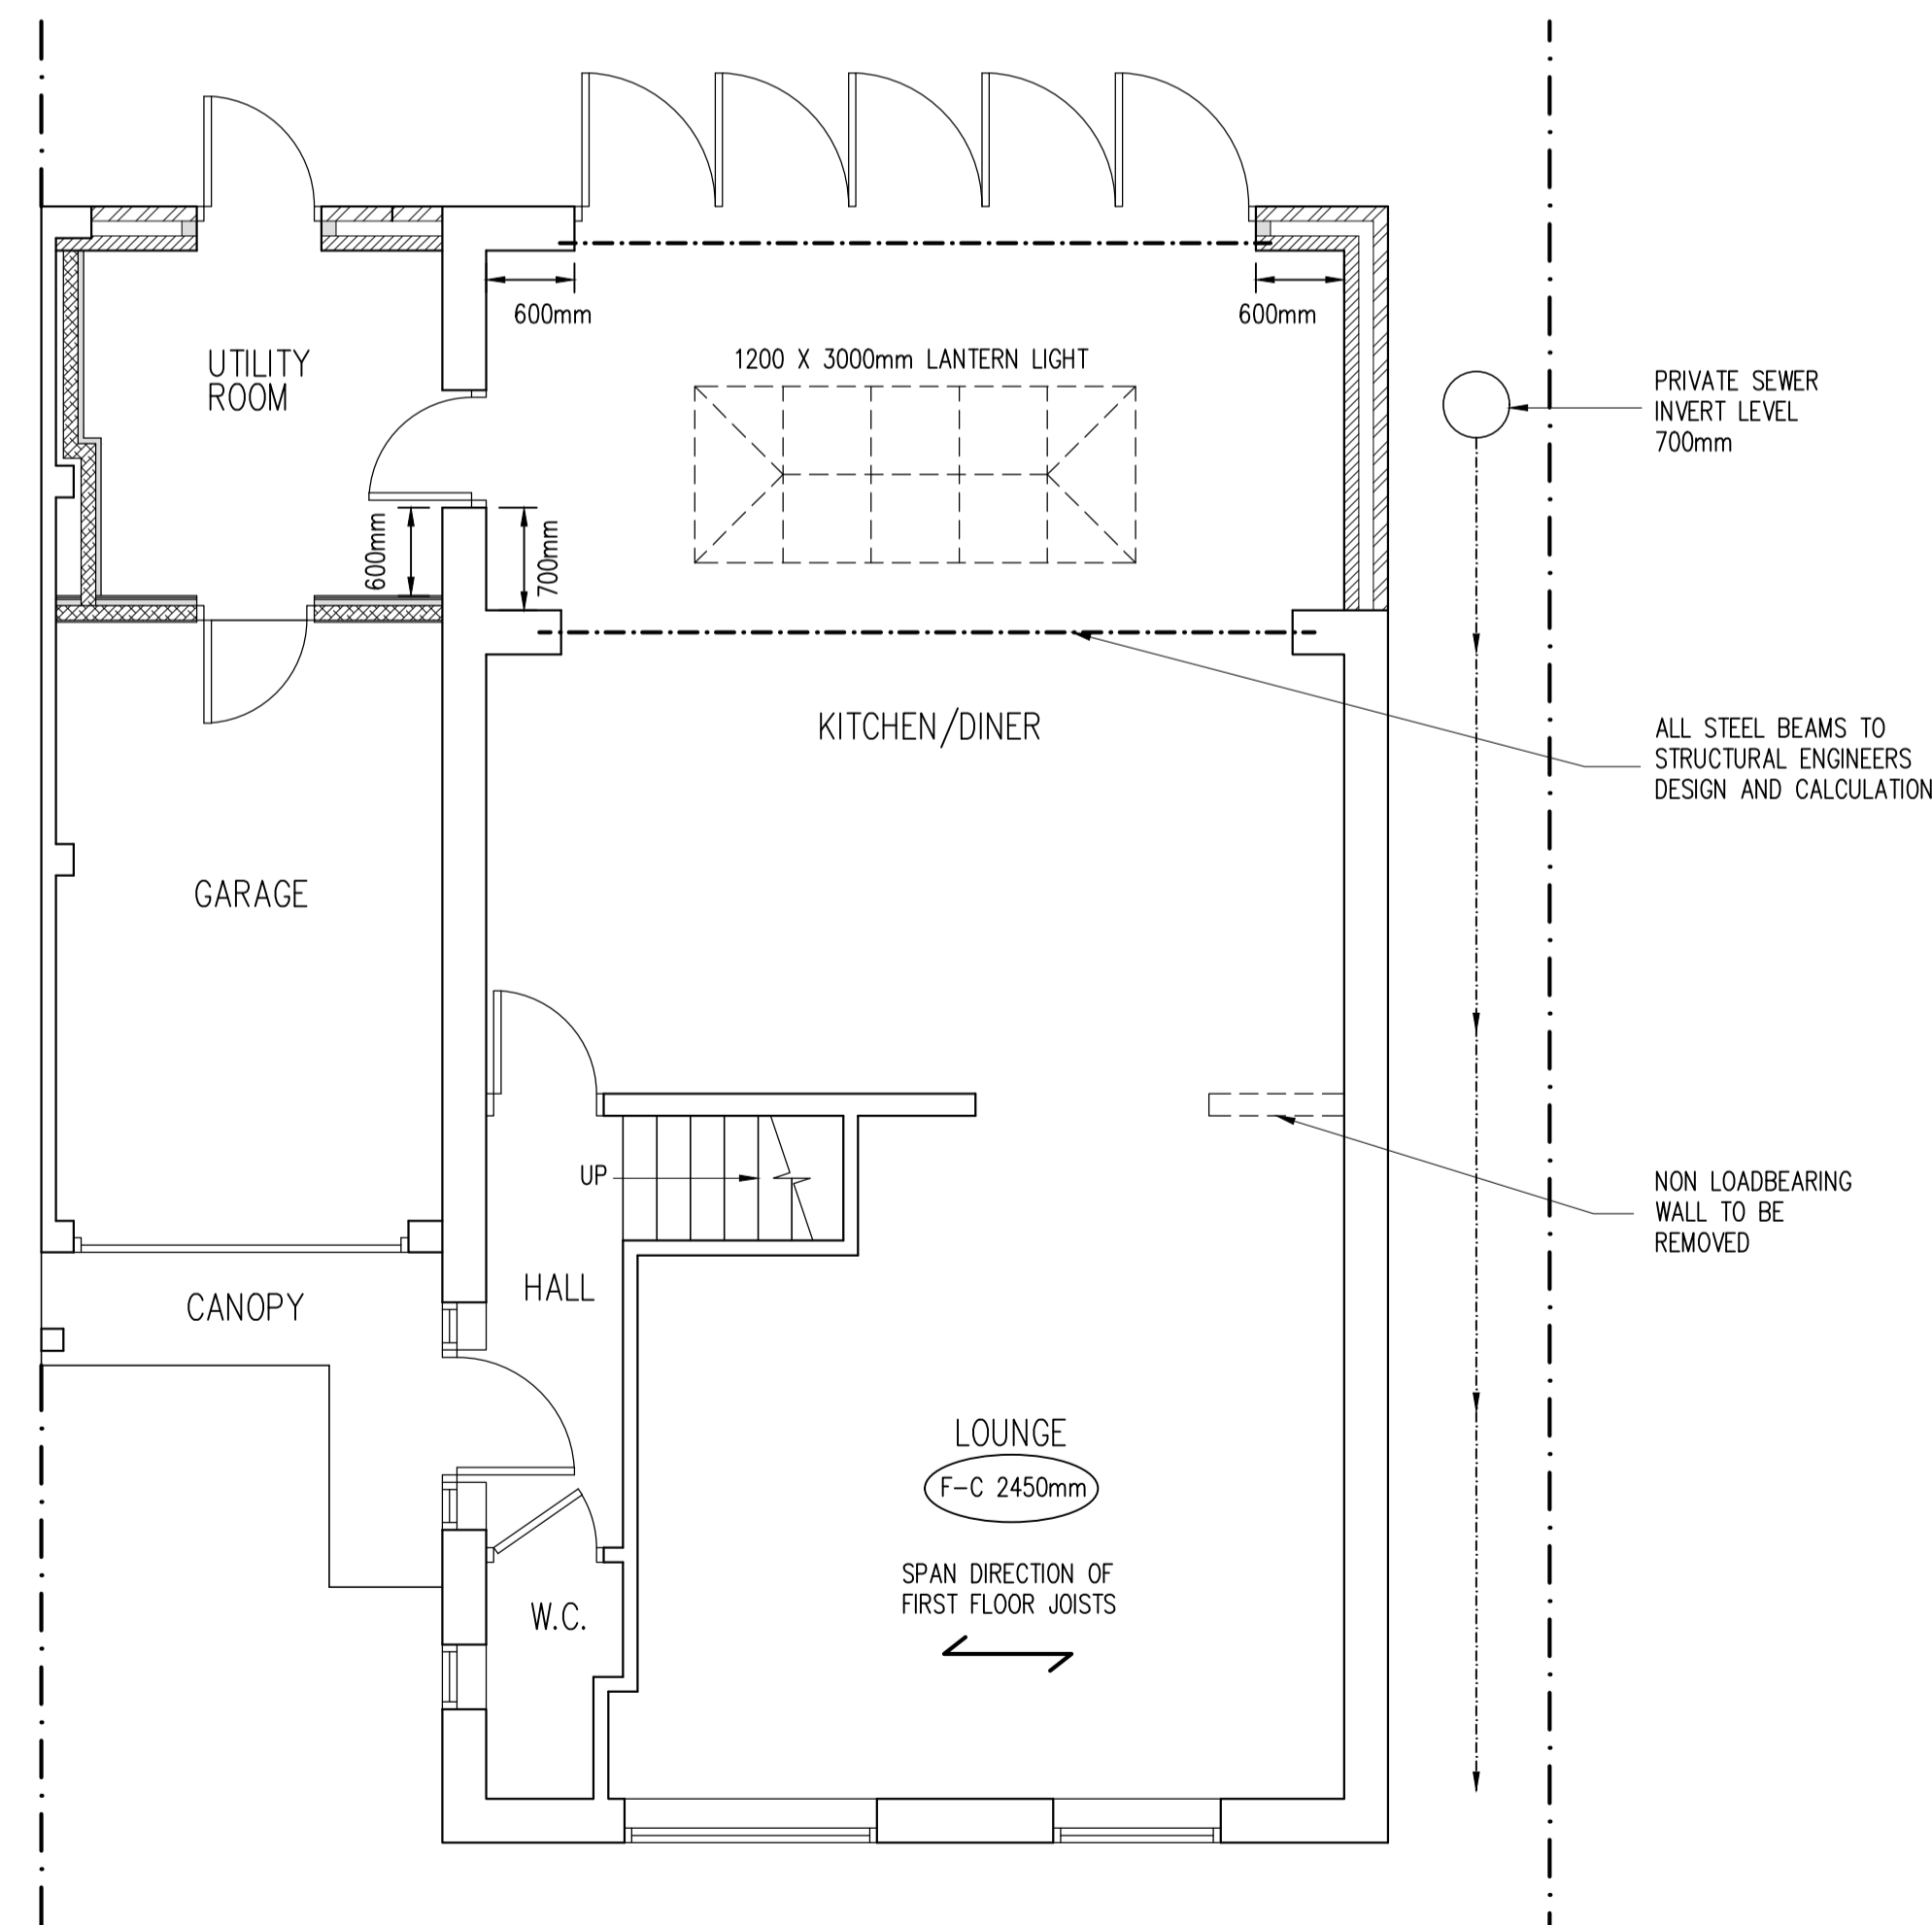 600mm
600mm
1200 X 3000mm LANTERN LIGHT
UTILITY
ROOM
PRIVATE SEWER
INVERT LEVEL
700mm
600mm
700mm
KITCHEN/DINER
ALL STEEL BEAMS TO
STRUCTURAL ENGINEERS
DESIGN AND CALCULATION
GARAGE
UP
NON LOADBEARING
WALL TO BE
REMOVED
HALL
CANOPY
LOUNGE
F-C 2450mm
SPAN DIRECTION OF
FIRST FLOOR JOISTS
W.C.